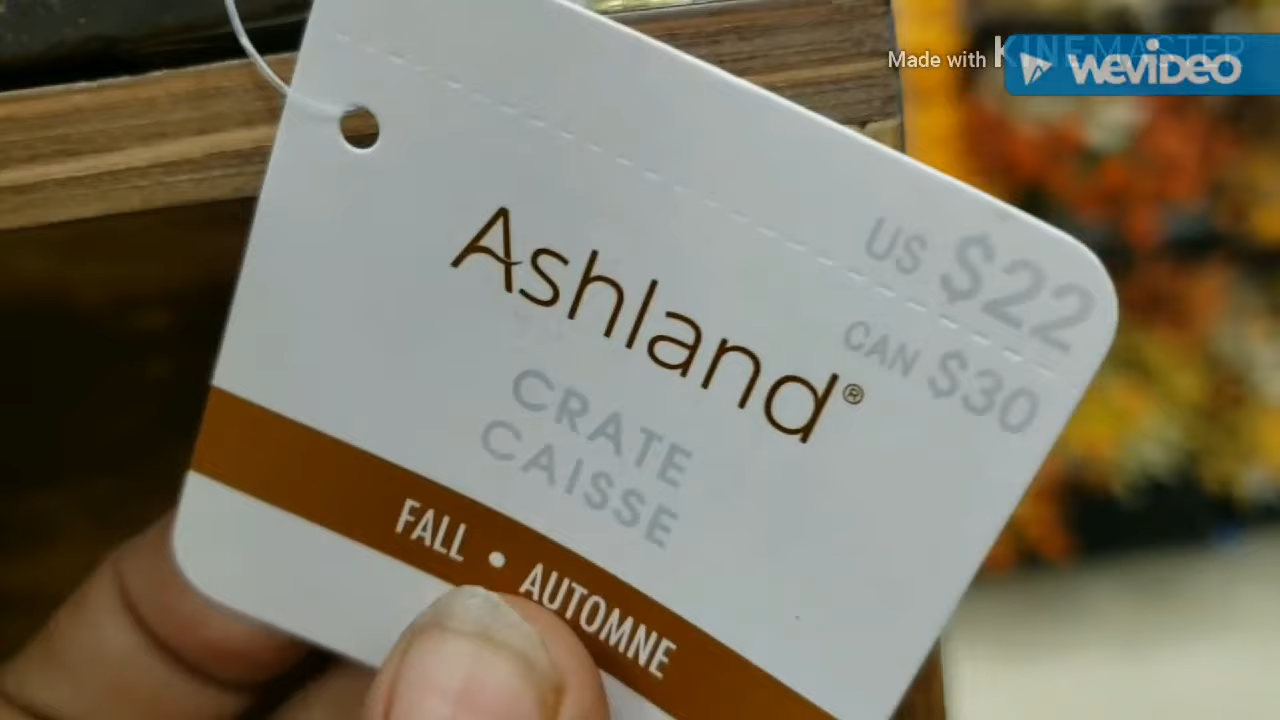 Made with KINEMASTER
WEVIDEO
US $22
CAN $30
Ashland®
CRATE
CAISSE
FALL • AUTOMNE